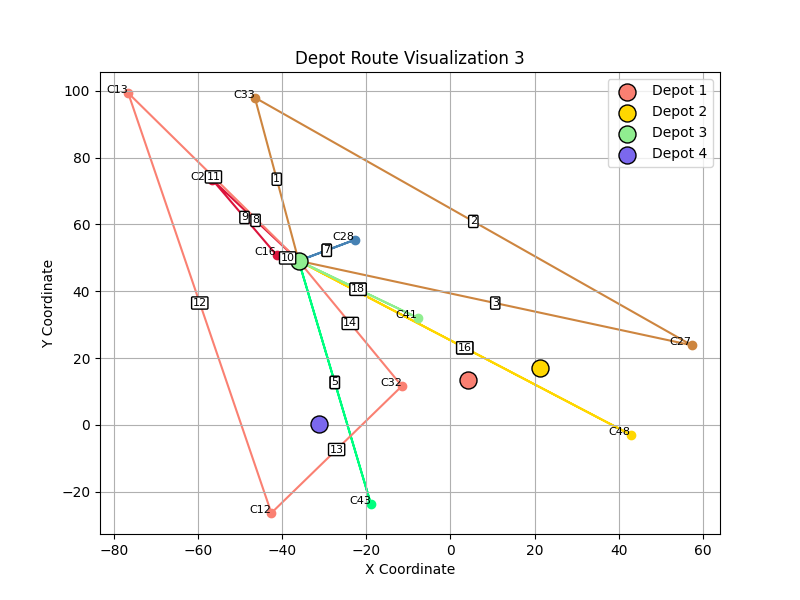 Depot Route Visualization 3
Depot 1
Depot 2
Depot 3
Depot 4
Y Coordinate
100
80
60
40
20
0
−20
C13
C33
11
1
2
9
8
C28
7
C16
10
18
12
3
C41
14
16
C27
5
C32
C48
13
C43
C12
−80
−60
−40
−20
0
20
40
60
X Coordinate